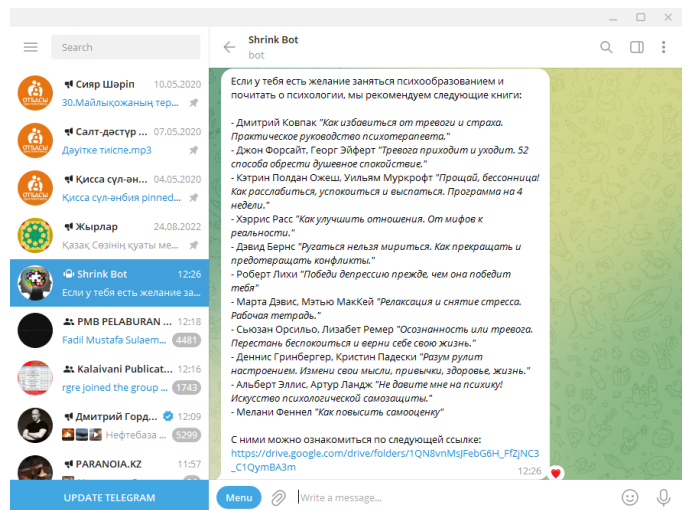 Search
Сияр Шәріп 10.05.2020
30.Майлықожаның тер...
Салт-дәстүр ... 07.05.2020
Дәуітке тиіспе.mp3
Қисса сүл-ән... 04.05.2020
Қисса сүл-әнбия pinned...
Жырлар 24.08.2022
Қазақ Сөзінің қуаты ме...
Shrink Bot 12:26
Если у тебя есть желание за...
PMB PELABURAN ... 12:18
Fadil Mustafa Sulaem... 4481
Kalaivani Publicat... 12:16
rgre joined the group ... 1743
Дмитрий Горд... 12:09
Нефтебаза ... 5299
PARANOIA.KZ 11:57
UPDATE TELEGRAM
Shrink Bot
bot
Если у тебя есть желание заняться психообразованием и
почитать о психологии, мы рекомендуем следующие книги:
- Дмитрий Ковпак "Как избавиться от тревоги и страха.
Практическое руководство психотерапевта."
- Джон Форсайт, Георг Эйферт "Тревога приходит и уходит. 52
способа обрести душевное спокойствие."
- Кэтрин Полдан Ожеш, Уильям Муркрофт "Прощай, бессонница!
Как расслабиться, успокоиться и выспаться. Программа на 4
недели."
- Хэррис Расс "Как улучшить отношения. От мифов к
реальности."
- Дэвид Бернс "Ругаться нельзя мириться. Как прекращать и
предотвращать конфликты."
- Роберт Лихи "Победи депрессию прежде, чем она победит
тебя"
- Марта Дэвис, Мэтью МакКей "Релаксация и снятие стресса.
Рабочая тетрадь."
- Сьюзан Орсильо, Лизабет Ремер "Осознанность или тревога.
Перестань беспокоиться и верни себе свою жизнь."
- Деннис Гринбергер, Кристин Падески "Разум рулит
настроением. Измени свои мысли, привычки, здоровье, жизнь."
- Альберт Эллис, Артур Ландж "Не давите мне на психику!
Искусство психологической самозащиты."
- Мелани Феннел "Как повысить самооценку"
С ними можно ознакомиться по следующей ссылке:
https://drive.google.com/drive/folders/1QN8vnMsJFebG6H_FfZjNC3
_C1QymBA3m 12:26
Menu
Write a message...